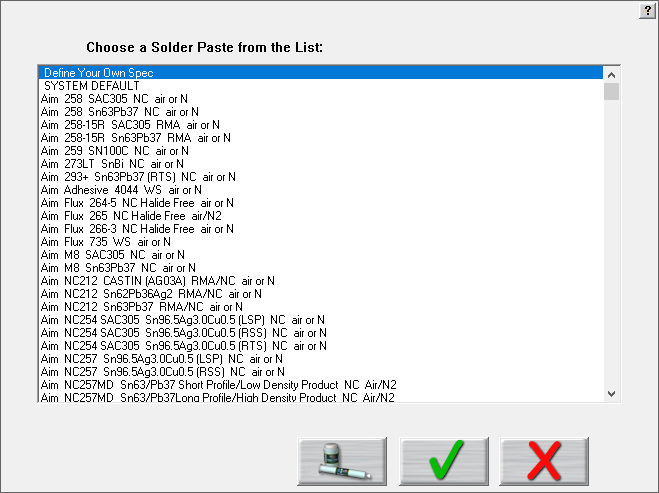 ?
Choose a Solder Paste from the List:
Define Your Own Spec
SYSTEM DEFAULT
Aim 258 SAC305 NC air or N
Aim 258 Sn63Pb37 NC air or N
Aim 258-15R SAC305 RMA air or N
Aim 258-15R Sn63Pb37 RMA air or N
Aim 259 SN100C NC air or N
Aim 273LT SnBi NC air or N
Aim 293+ Sn63Pb37 (RTS) NC air or N
Aim Adhesive 4044 WS air or N
Aim Flux 264-5 NC Halide Free air or N
Aim Flux 265 NC Halide Free air/N2
Aim Flux 266-3 NC Halide Free air or N
Aim Flux 735 WS air or N
Aim M8 SAC305 NC air or N
Aim M8 Sn63Pb37 NC air or N
Aim NC212 CASTIN (AG03A) RMA/NC air or N
Aim NC212 Sn62Pb36Ag2 RMA/NC air or N
Aim NC212 Sn63Pb37 RMA/NC air or N
Aim NC254 SAC305 Sn96.5Ag3.0Cu0.5 (LSP) NC air or N
Aim NC254 SAC305 Sn96.5Ag3.0Cu0.5 (RSS) NC air or N
Aim NC254 SAC305 Sn96.5Ag3.0Cu0.5 (RTS) NC air or N
Aim NC257 Sn96.5Ag3.0Cu0.5 (LSP) NC air or N
Aim NC257 Sn96.5Ag3.0Cu0.5 (RSS) NC air or N
Aim NC257MD Sn63/Pb37 Short Profile/Low Density Product NC Air/N2
Aim NC257MD Sn63/Pb37Long Profile/High Density Product NC Air/N2